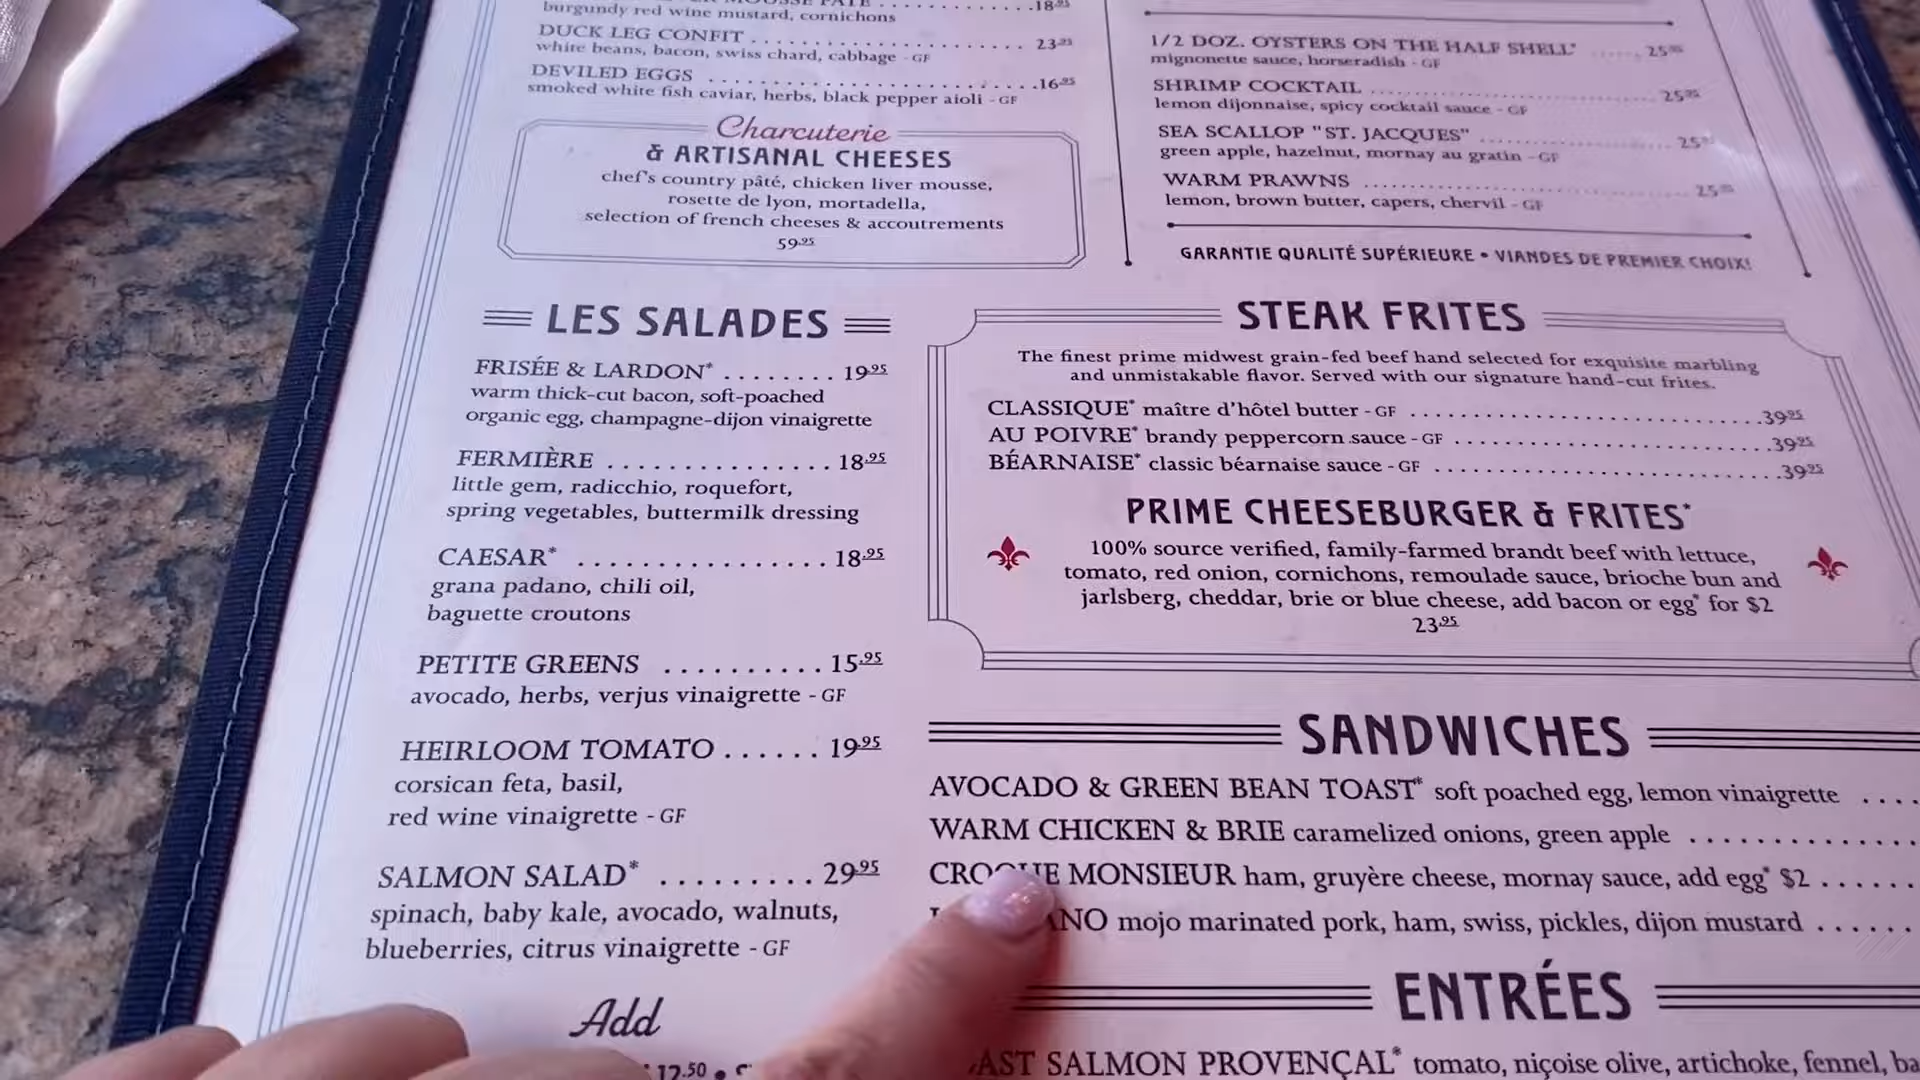 burgundy red wine mustard, cornichons
18.95
DUCK LEG CONFIT . . . . . . . . . . . . . . . . . . . . . . . . . . 23.95
white beans, bacon, swiss chard, cabbage - GF
DEVILED EGGS . . . . . . . . . . . . . . . . . . . . . . . . . . . . . . .16.95
smoked white fish caviar, herbs, black pepper aioli - GF
Charcuterie
& ARTISANAL CHEESES
chef's country pâté, chicken liver mousse,
rosette de lyon, mortadella,
selection of french cheeses & accoutrements
59.95
1/2 DOZ. OYSTERS ON THE HALF SHELL* ...... 25.95
mignonette sauce, horseradish - GF
SHRIMP COCKTAIL ........................................ 25.95
lemon dijonnaise, spicy cocktail sauce - GF
SEA SCALLOP "ST. JACQUES" .......................... 25.95
green apple, hazelnut, mornay au gratin - GF
WARM PRAWNS ............................................ 25.95
lemon, brown butter, capers, chervil - GF
GARANTIE QUALITÉ SUPÉRIEURE • VIANDES DE PREMIER CHOIX!
LES SALADES
FRISÉE & LARDON* . . . . . . . . 19.95
warm thick-cut bacon, soft-poached
organic egg, champagne-dijon vinaigrette
FERMIÈRE . . . . . . . . . . . . . . . . 18.95
little gem, radicchio, roquefort,
spring vegetables, buttermilk dressing
CAESAR* . . . . . . . . . . . . . . . . . 18.95
grana padano, chili oil,
baguette croutons
PETITE GREENS . . . . . . . . . . 15.95
avocado, herbs, verjus vinaigrette - GF
HEIRLOOM TOMATO . . . . . . 19.95
corsican feta, basil,
red wine vinaigrette - GF
SALMON SALAD* . . . . . . . . . 29.95
spinach, baby kale, avocado, walnuts,
blueberries, citrus vinaigrette - GF
Add
12.50 •
STEAK FRITES
The finest prime midwest grain-fed beef hand selected for exquisite marbling
and unmistakable flavor. Served with our signature hand-cut frites.
CLASSIQUE* maître d'hôtel butter - GF . . . . . . . . . . . . . . . . . . . . . . . . . . . . . .39.95
AU POIVRE* brandy peppercorn sauce - GF . . . . . . . . . . . . . . . . . . . . . . . . . . .39.95
BÉARNAISE* classic béarnaise sauce - GF . . . . . . . . . . . . . . . . . . . . . . . . . . . . .39.95
PRIME CHEESEBURGER & FRITES*
100% source verified, family-farmed brandt beef with lettuce,
tomato, red onion, cornichons, remoulade sauce, brioche bun and
jarlsberg, cheddar, brie or blue cheese, add bacon or egg* for $2
23.95
SANDWICHES
AVOCADO & GREEN BEAN TOAST* soft poached egg, lemon vinaigrette . . . .
WARM CHICKEN & BRIE caramelized onions, green apple . . . . . . . . . . . . . . .
CROQUE MONSIEUR ham, gruyère cheese, mornay sauce, add egg* $2 . . . . . .
mojo marinated pork, ham, swiss, pickles, dijon mustard . . . . . .
ENTRÉES
SALMON PROVENÇAL* tomato, niçoise olive, artichoke, fennel,